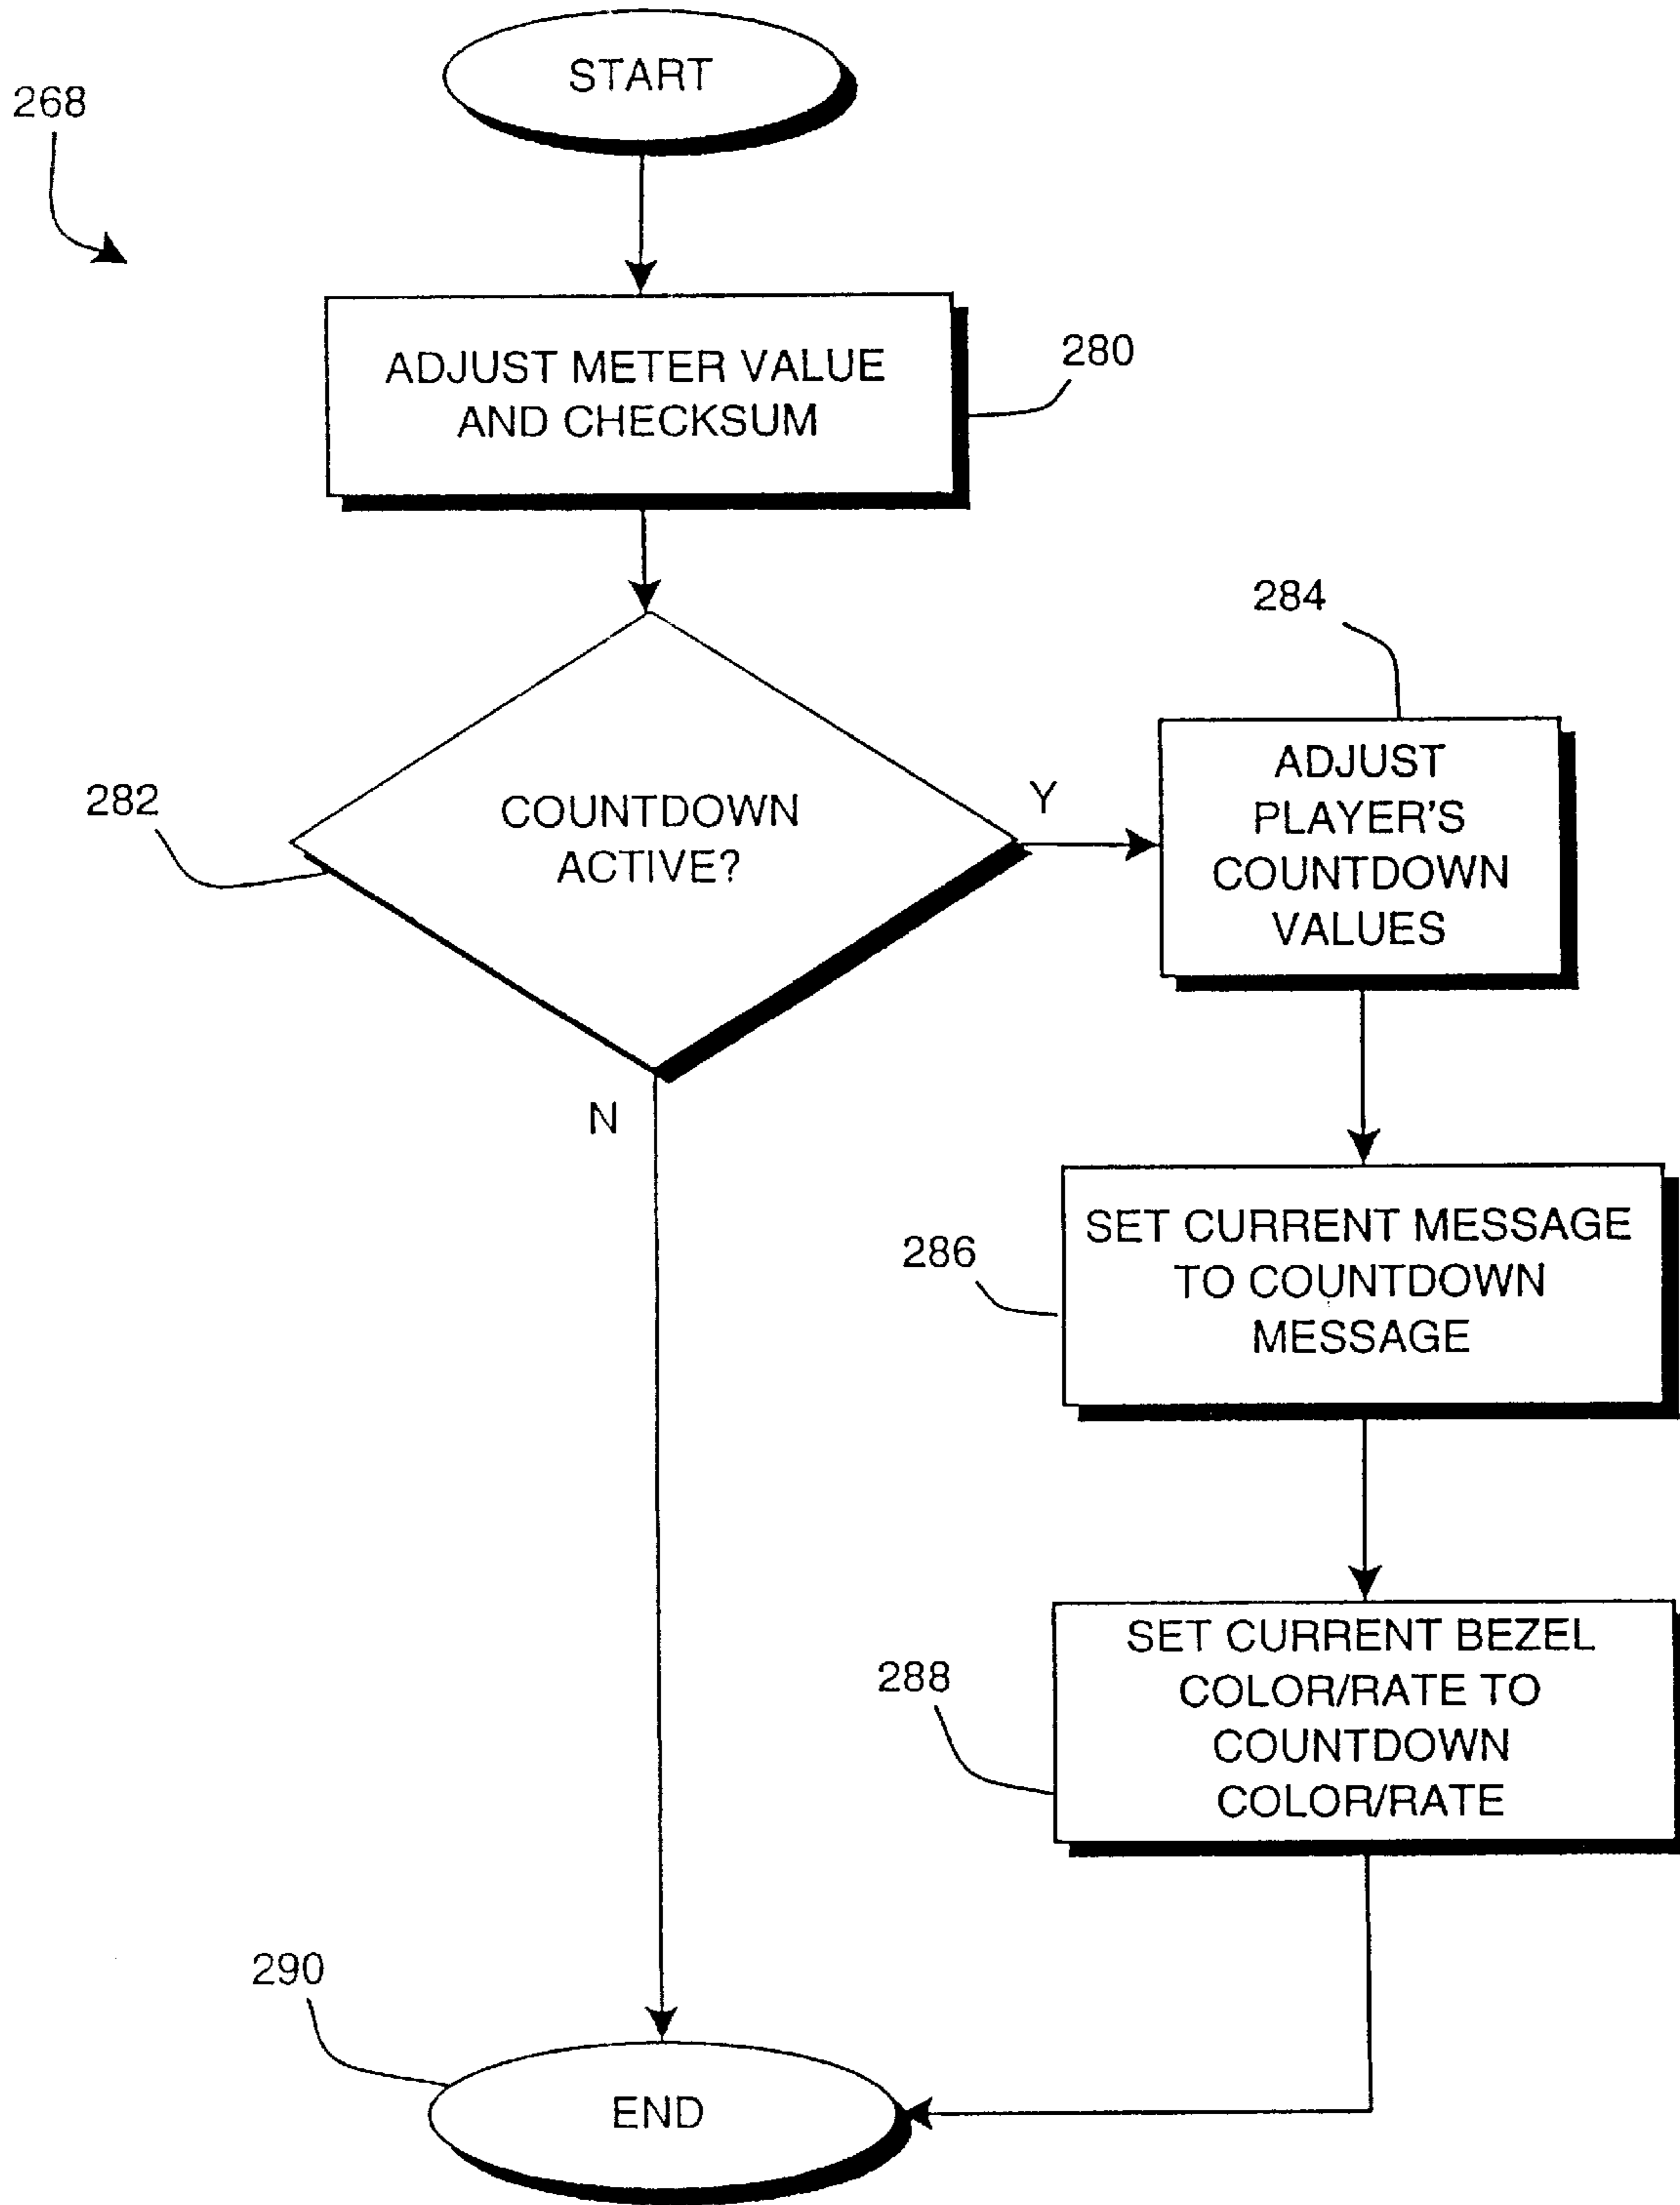 START
268
ADJUST METER VALUE
AND CHECKSUM
280
284
282
COUNTDOWN
ACTIVE?
Y
ADJUST
PLAYER'S
COUNTDOWN
VALUES
N
286
SET CURRENT MESSAGE
TO COUNTDOWN
MESSAGE
288
SET CURRENT BEZEL
COLOR/RATE TO
COUNTDOWN
COLOR/RATE
290
END